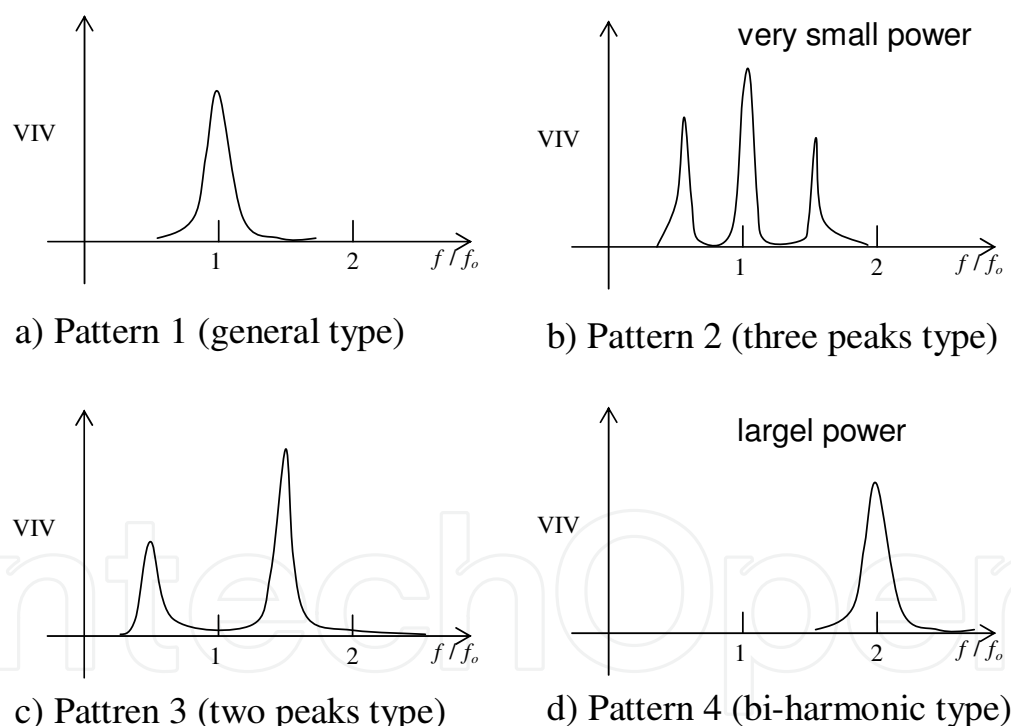 VIV
1
2
f / fo
a) Pattern 1 (general type)
very small power
VIV
1
2
f / fo
b) Pattern 2 (three peaks type)
VIV
1
2
f / fo
c) Pattren 3 (two peaks type)
largel power
VIV
1
2
f / fo
d) Pattern 4 (bi-harmonic type)
ntechOpen